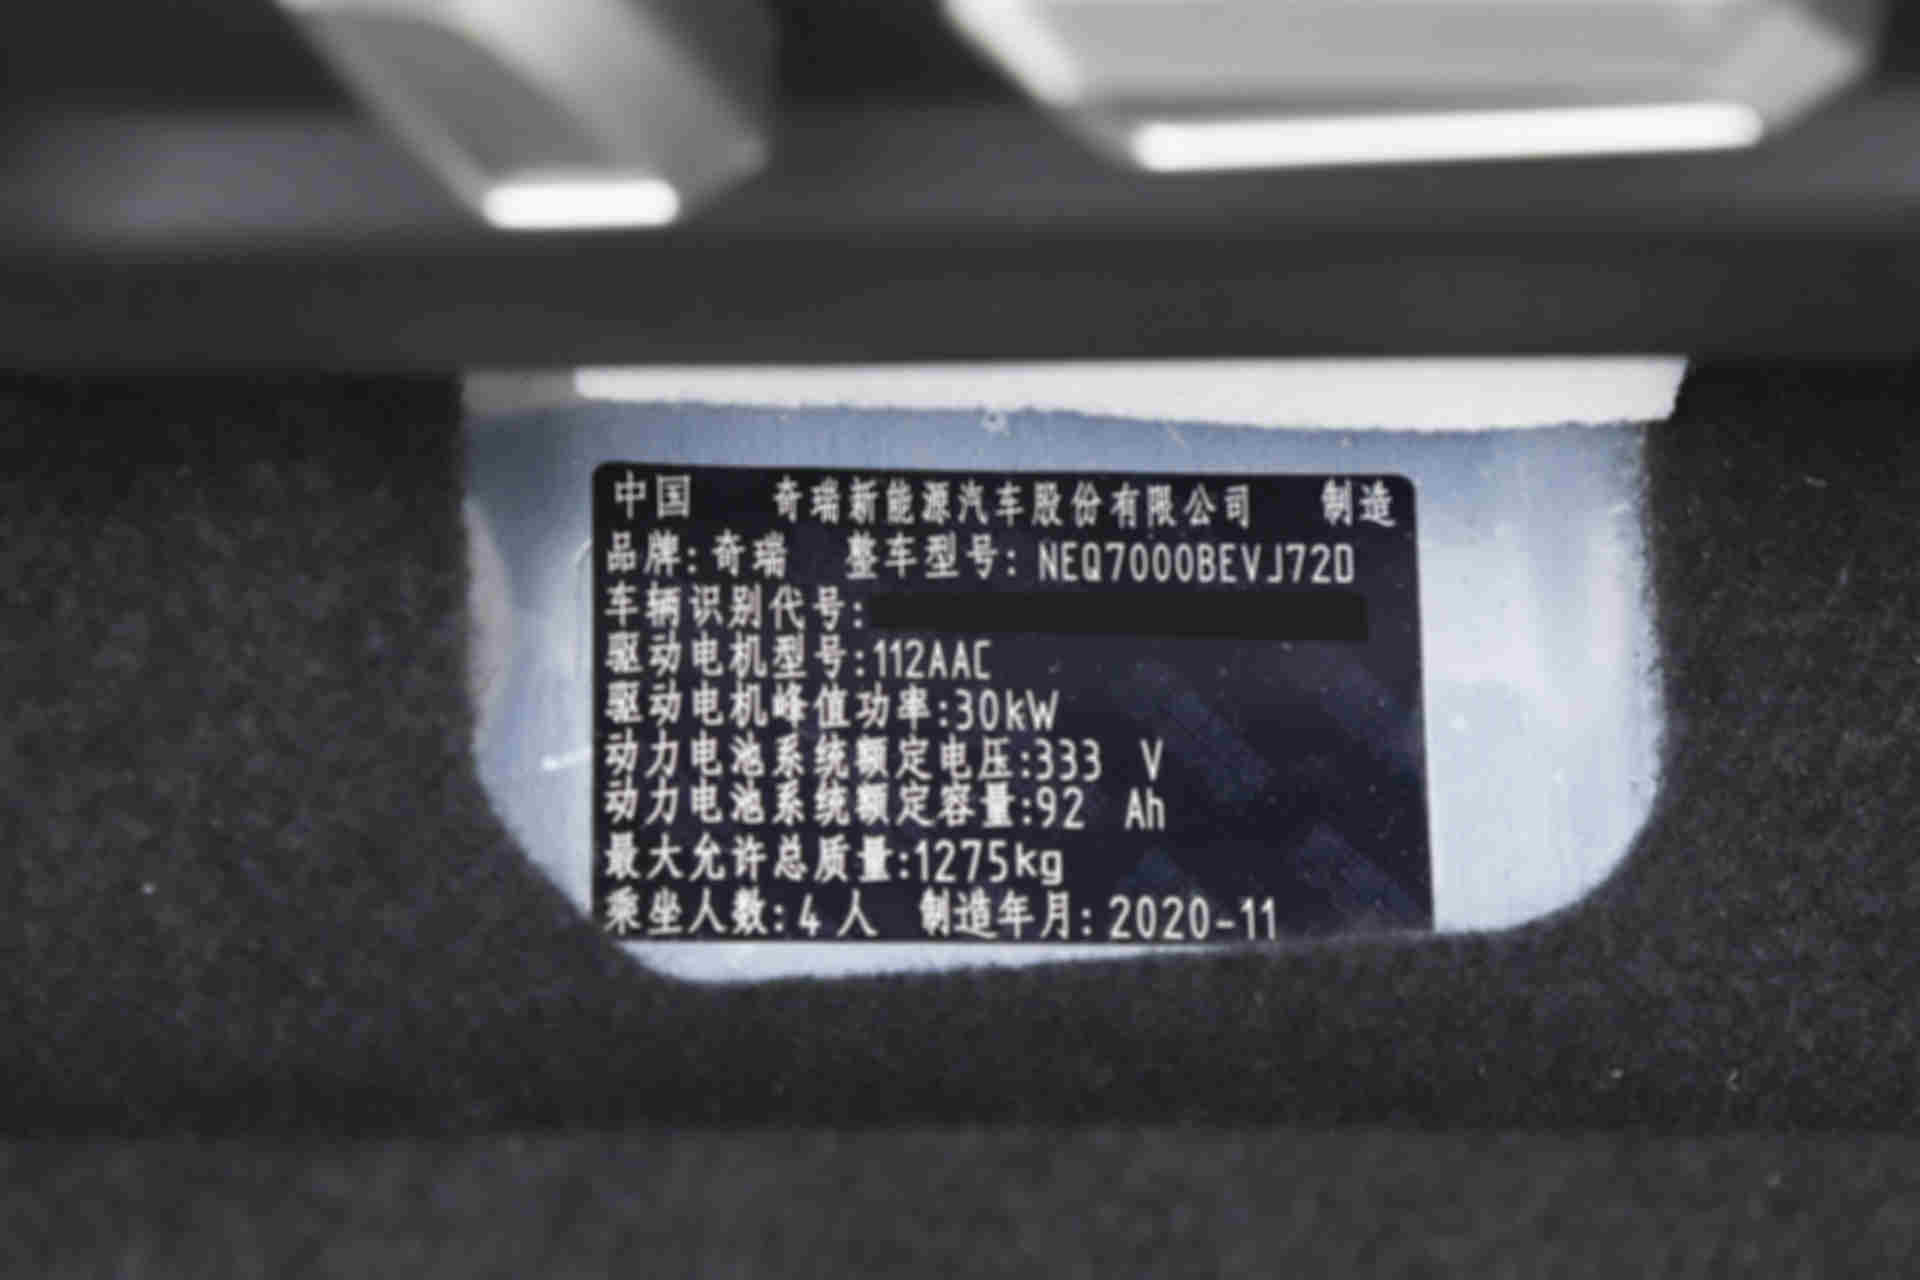 中国 奇瑞新能源汽车股份有限公司 制造
品牌: 奇瑞 整车型号: NEQ7000BEVJ72D
车辆识别代号:
驱动电机型号:112AAC
驱动电机峰值功率:30kW
动力电池系统额定电压:333 V
动力电池系统额定容量:92 Ah
最大允许总质量:1275kg
乘坐人数:4 人 制造年月: 2020-11